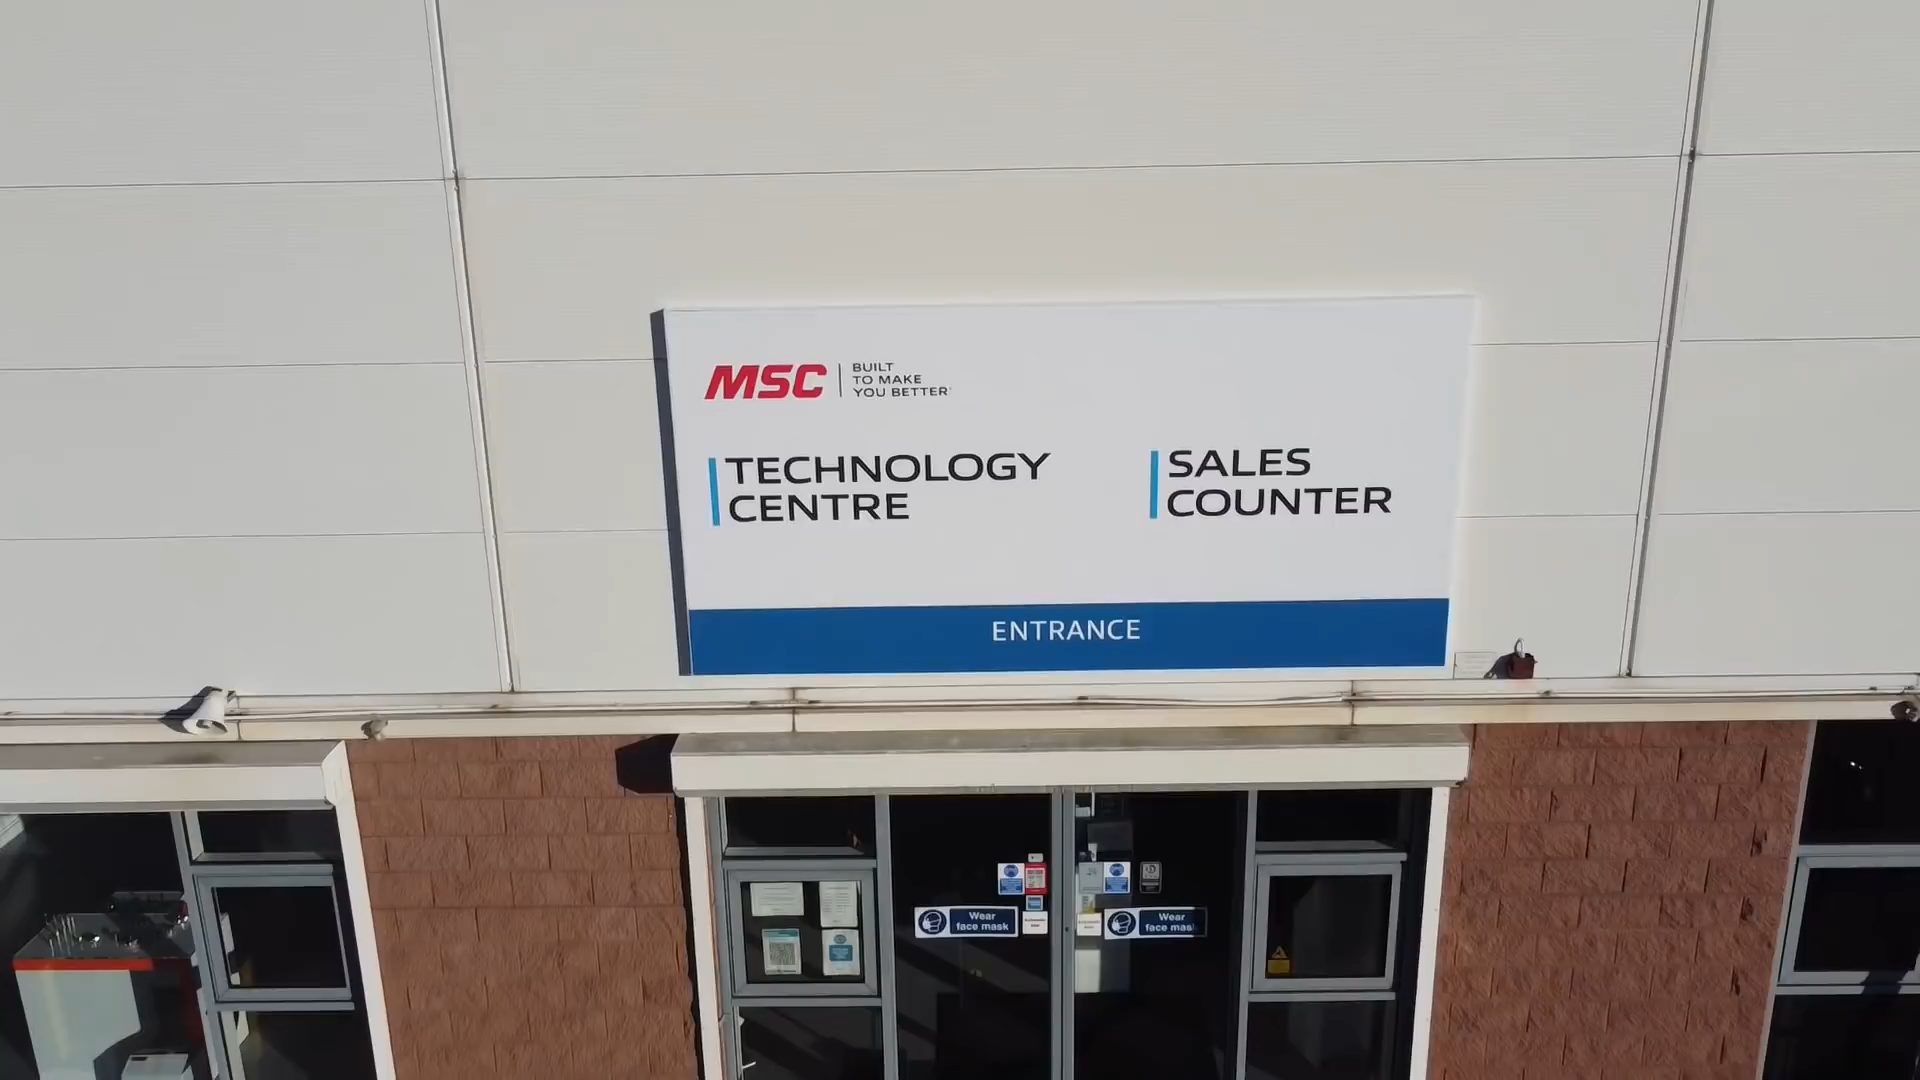 MSC
BUILT
TO MAKE
YOU BETTER
TECHNOLOGY
CENTRE
SALES
COUNTER
ENTRANCE
Wear
face mask
Wear
face mask